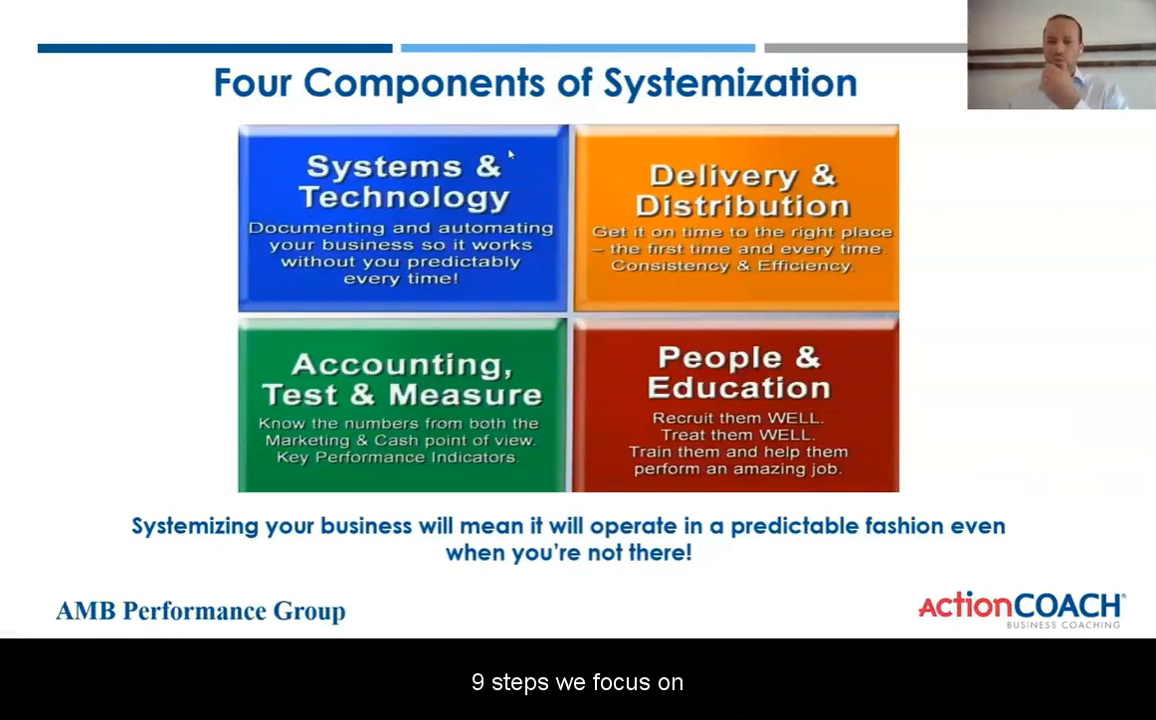 Four Components of Systemization
Systems &
Technology
Documenting and automating
your business so it works
without you predictably
every time!
Delivery &
Distribution
Get it on time to the right place
– the first time and every time.
Consistency & Efficiency.
Accounting,
Test & Measure
Know the numbers from both the
Marketing & Cash point of view.
Key Performance Indicators.
People &
Education
Recruit them WELL.
Treat them WELL.
Train them and help them
perform an amazing job.
Systemizing your business will mean it will operate in a predictable fashion even
when you're not there!
AMB Performance Group
actionCOACH®
BUSINESS COACHING
9 steps we focus on